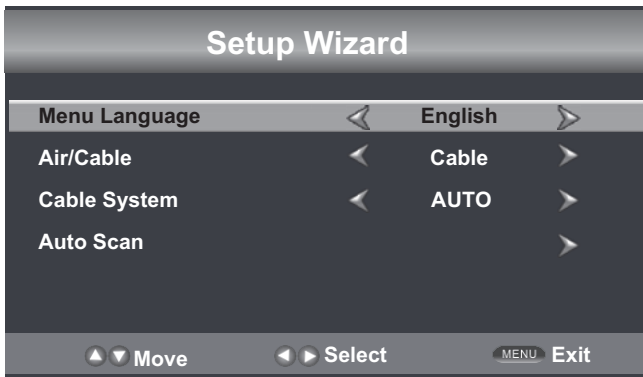 Setup Wizard
Menu Language English
Air/Cable Cable
Cable System AUTO
Auto Scan
Move Select MENU Exit